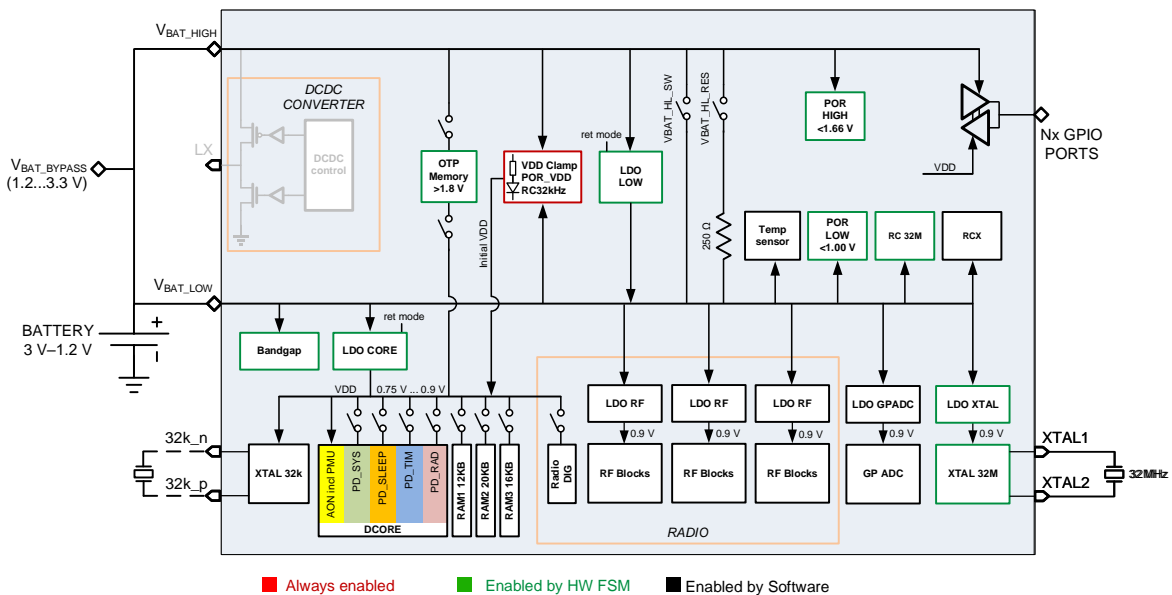 VBAT_HIGH
DCDC
CONVERTER
LX
DCDC
control
VBAT_BYPASS
(1.2...3.3 V)
OTP
Memory
>1.8 V
Initial VDD
VDD Clamp
POR_VDD
RC32kHz
ret mode
LDO
LOW
VBAT_HL_SW
VBAT_HL_RES
250 Ω
POR
HIGH
<1.66 V
VDD
Nx GPIO
PORTS
Temp
sensor
POR
LOW
<1.00 V
RC 32M
RCX
VBAT_LOW
BATTERY
3 V–1.2 V
+
Bandgap
LDO CORE
ret mode
VDD 0.75 V ... 0.9 V
32k_n
32k_p
XTAL 32k
AON incl PMU
PD_SYS
PD_SLEEP
PD_TIM
PD_RAD
DCORE
RAM1 12KB
RAM2 20KB
RAM3 16KB
Radio
DIG
LDO RF
LDO RF
LDO RF
LDO GPADC
LDO XTAL
0.9 V
0.9 V
0.9 V
0.9 V
0.9 V
RF Blocks
RF Blocks
RF Blocks
GP ADC
XTAL 32M
RADIO
XTAL1
XTAL2
32MHz
Always enabled
Enabled by HW FSM
Enabled by Software